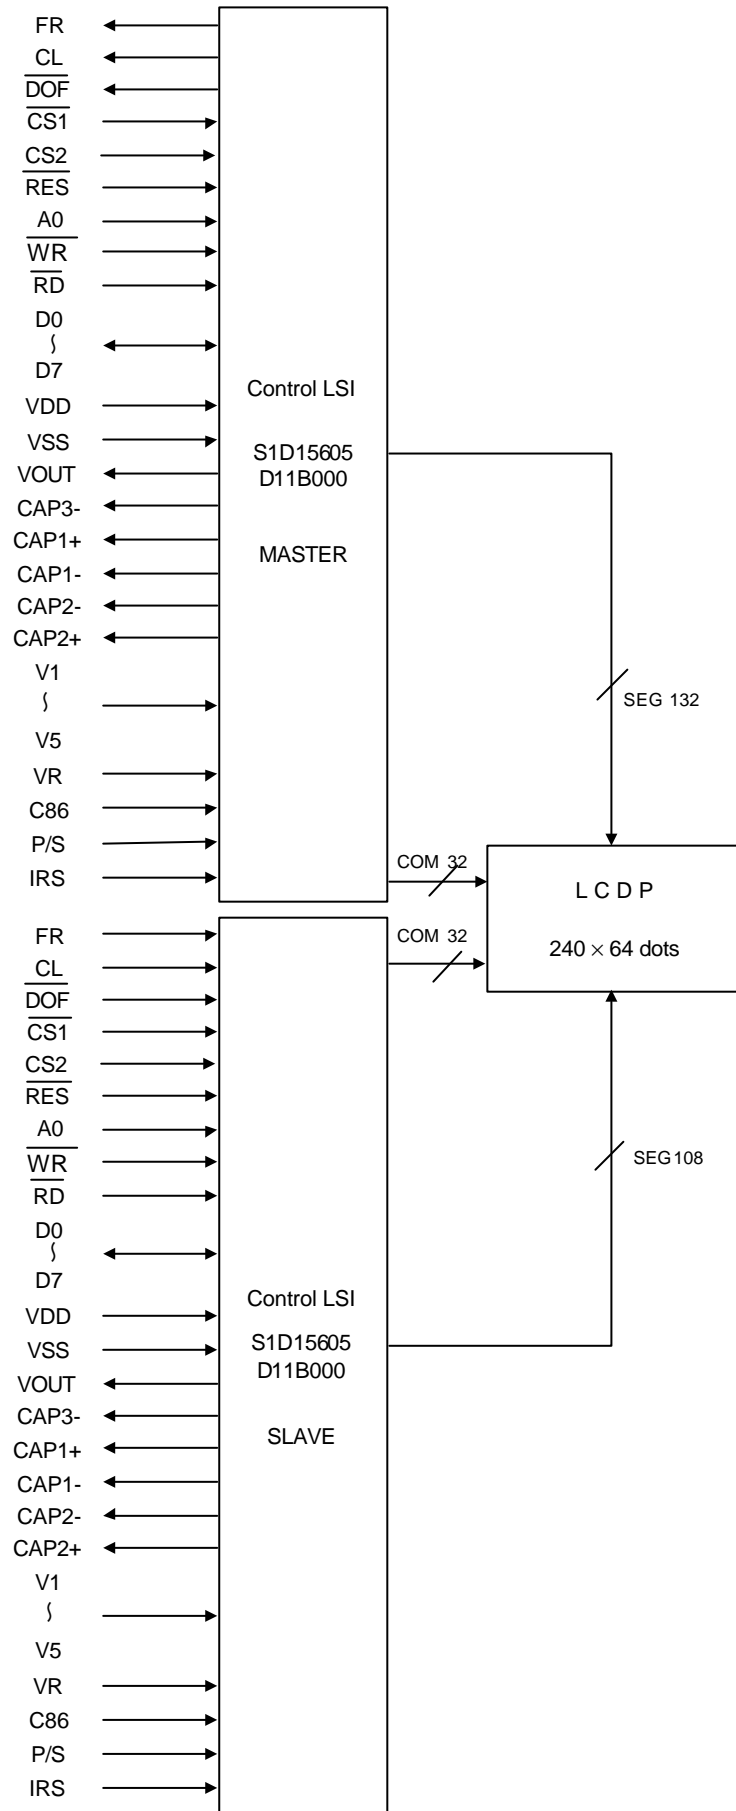 FR
CL
DOF
CS1
CS2
RES
A0
WR
RD
D0
D7
VDD
VSS
VOUT
CAP3-
CAP1+
CAP1-
CAP2-
CAP2+
V1
V5
VR
C86
P/S
IRS
Control LSI
S1D15605
D11B000
MASTER
SEG 132
COM 32
COM 32
L C D P
240 × 64 dots
SEG108
FR
CL
DOF
CS1
CS2
RES
A0
WR
RD
D0
D7
VDD
VSS
VOUT
CAP3-
CAP1+
CAP1-
CAP2-
CAP2+
V1
V5
VR
C86
P/S
IRS
Control LSI
S1D15605
D11B000
SLAVE